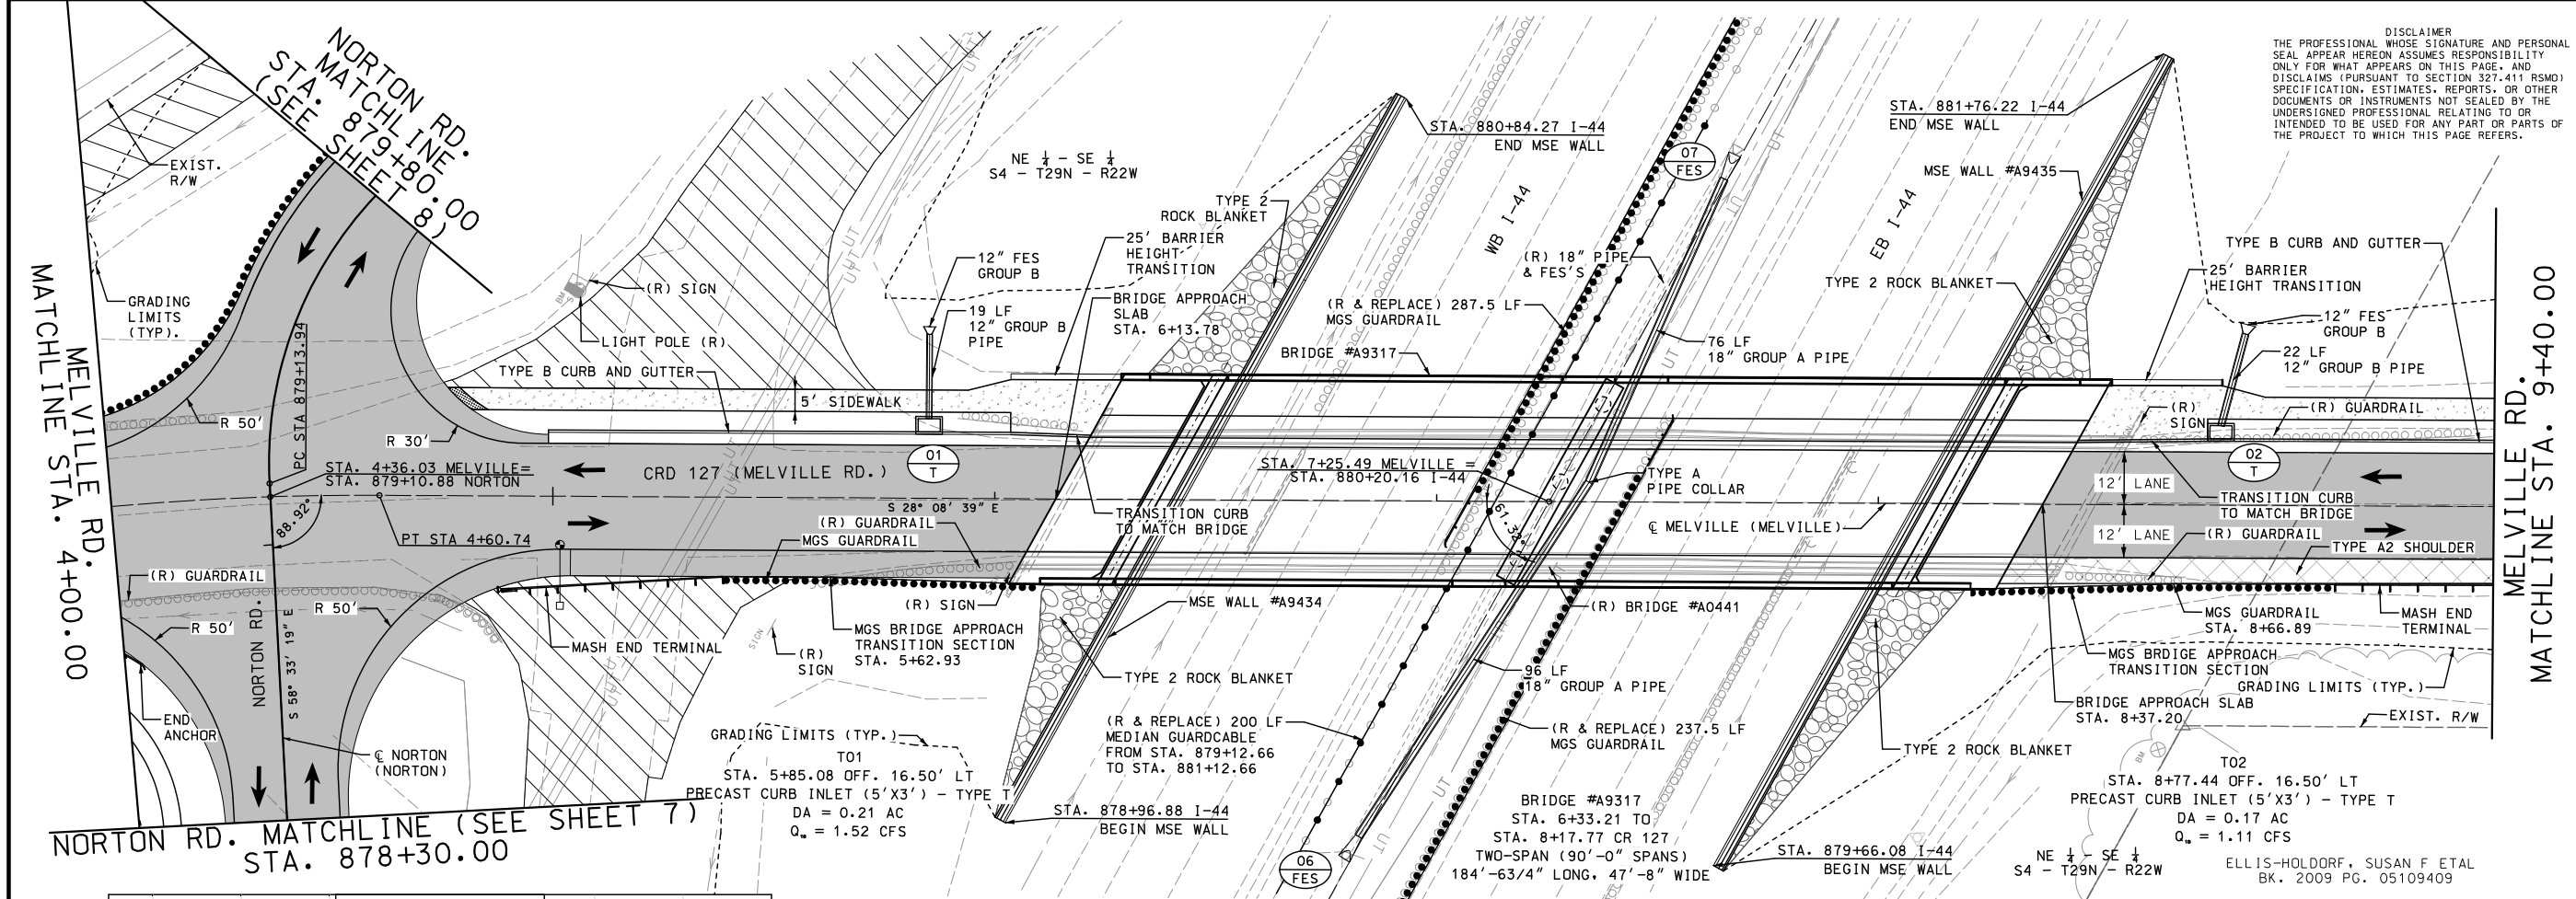 DISCLAIMER
THE PROFESSIONAL WHOSE SIGNATURE AND PERSONAL
SEAL APPEAR HEREON ASSUMES RESPONSIBILITY
ONLY FOR WHAT APPEARS ON THIS PAGE, AND
DISCLAIMS (PURSUANT TO SECTION 327.411 RSMO)
SPECIFICATION, ESTIMATES, REPORTS, OR OTHER
DOCUMENTS OR INSTRUMENTS NOT SEALED BY THE
UNDERSIGNED PROFESSIONAL RELATING TO OR
INTENDED TO BE USED FOR ANY PART OR PARTS OF
THE PROJECT TO WHICH THIS PAGE REFERS.
NORTON RD.
MATCHLINE
STA. 879+80.00
(SEE SHEET 8)
EXIST.
R/W
GRADING
LIMITS
(TYP).
MELVILLE RD.
MATCHLINE STA. 4+00.00
R 50'
PC STA 879+13.94
R 30'
STA. 4+36.03 MELVILLE=
STA. 879+10.88 NORTON
88.92°
PT STA 4+60.74
(R) GUARDRAIL
R 50'
R 50'
NORTON RD.
S 58° 33' 19" E
END
ANCHOR
℄ NORTON
(NORTON)
NORTON RD. MATCHLINE (SEE SHEET 7)
STA. 878+30.00
(R) SIGN
BM
LIGHT POLE (R)
TYPE B CURB AND GUTTER
5' SIDEWALK
12" FES
GROUP B
19 LF
12" GROUP B
PIPE
NE ¼ - SE ¼
S4 - T29N - R22W
TYPE 2
ROCK BLANKET
25' BARRIER
HEIGHT
TRANSITION
BRIDGE APPROACH
SLAB
STA. 6+13.78
01
T
CRD 127 (MELVILLE RD.)
S 28° 08' 39" E
(R) GUARDRAIL
MGS GUARDRAIL
TRANSITION CURB
TO MATCH BRIDGE
(R) SIGN
MASH END TERMINAL
SIGN
(R)
SIGN
MGS BRIDGE APPROACH
TRANSITION SECTION
STA. 5+62.93
MSE WALL #A9434
TYPE 2 ROCK BLANKET
GRADING LIMITS (TYP.)
T01
STA. 5+85.08 OFF. 16.50' LT
PRECAST CURB INLET (5'X3') - TYPE T
DA = 0.21 AC
Q₁₀ = 1.52 CFS
STA. 878+96.88 I-44
BEGIN MSE WALL
(R & REPLACE) 200 LF
MEDIAN GUARDCABLE
FROM STA. 879+12.66
TO STA. 881+12.66
06
FES
STA. 880+84.27 I-44
END MSE WALL
WB I-44
07
FES
(R) 18" PIPE
& FES'S
(R & REPLACE) 287.5 LF
MGS GUARDRAIL
BRIDGE #A9317
76 LF
18" GROUP A PIPE
STA. 7+25.49 MELVILLE =
STA. 880+20.16 I-44
61.32°
TYPE A
PIPE COLLAR
℄ MELVILLE (MELVILLE)
(R) BRIDGE #A0441
96 LF
18" GROUP A PIPE
(R & REPLACE) 237.5 LF
MGS GUARDRAIL
BRIDGE #A9317
STA. 6+33.21 TO
STA. 8+17.77 CR 127
TWO-SPAN (90'-0" SPANS)
184'-63/4" LONG, 47'-8" WIDE
UT
UT
UT
UT
UT
UT
UT
STA. 881+76.22 I-44
END MSE WALL
MSE WALL #A9435
EB I-44
TYPE 2 ROCK BLANKET
TYPE B CURB AND GUTTER
25' BARRIER
HEIGHT TRANSITION
12" FES
GROUP B
22 LF
12" GROUP B PIPE
(R)
SIGN
(R) GUARDRAIL
02
T
12' LANE
12' LANE
TRANSITION CURB
TO MATCH BRIDGE
(R) GUARDRAIL
TYPE A2 SHOULDER
MGS GUARDRAIL
STA. 8+66.89
MASH END
TERMINAL
MGS BRDIGE APPROACH
TRANSITION SECTION
GRADING LIMITS (TYP.)
BRIDGE APPROACH SLAB
STA. 8+37.20
EXIST. R/W
BM
TYPE 2 ROCK BLANKET
T02
STA. 8+77.44 OFF. 16.50' LT
PRECAST CURB INLET (5'X3') - TYPE T
DA = 0.17 AC
Q₁₀ = 1.11 CFS
STA. 879+66.08 I-44
BEGIN MSE WALL
NE ¼ - SE ¼
S4 - T29N - R22W
ELLIS-HOLDORF, SUSAN F ETAL
BK. 2009 PG. 05109409
MELVILLE RD.
MATCHLINE STA. 9+40.00